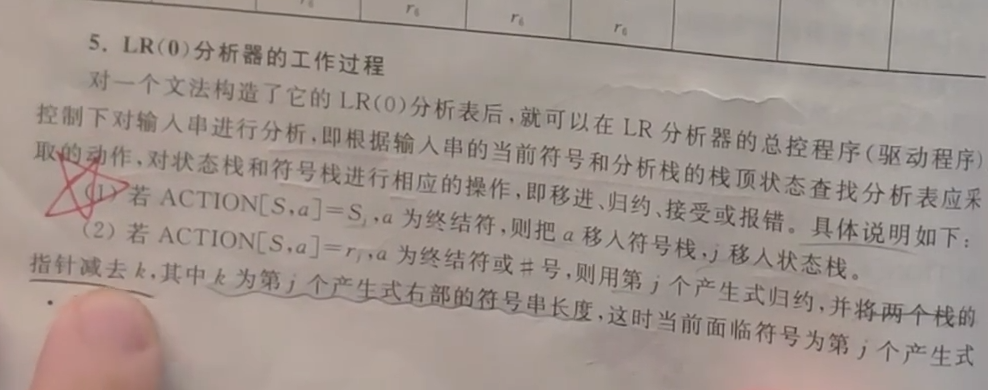 r₆ r₆ r₆ r₆
5. LR(0)分析器的工作过程
对一个文法构造了它的 LR(0)分析表后,就可以在 LR 分析器的总控程序(驱动程序)
控制下对输入串进行分析,即根据输入串的当前符号和分析栈的栈顶状态查找分析表应采
取的动作,对状态栈和符号栈进行相应的操作,即移进、归约、接受或报错。具体说明如下:
(1) 若 ACTION[S,a]=Sⱼ,a 为终结符,则把 a 移入符号栈,j 移入状态栈。
(2) 若 ACTION[S,a]=rⱼ,a 为终结符或#号,则用第 j 个产生式归约,并将两个栈的
指针减去 k,其中 k 为第 j 个产生式右部的符号串长度,这时当前面临符号为第 j 个产生式